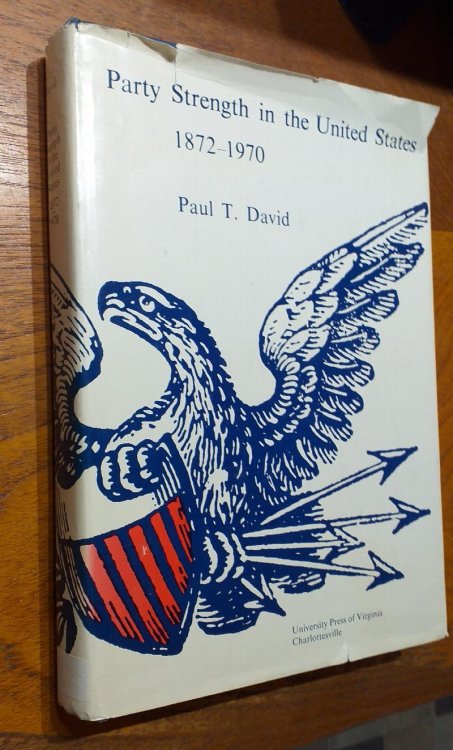 Party Strength in the United States
1872-1970
Paul T. David
University Press of Virginia
Charlottesville